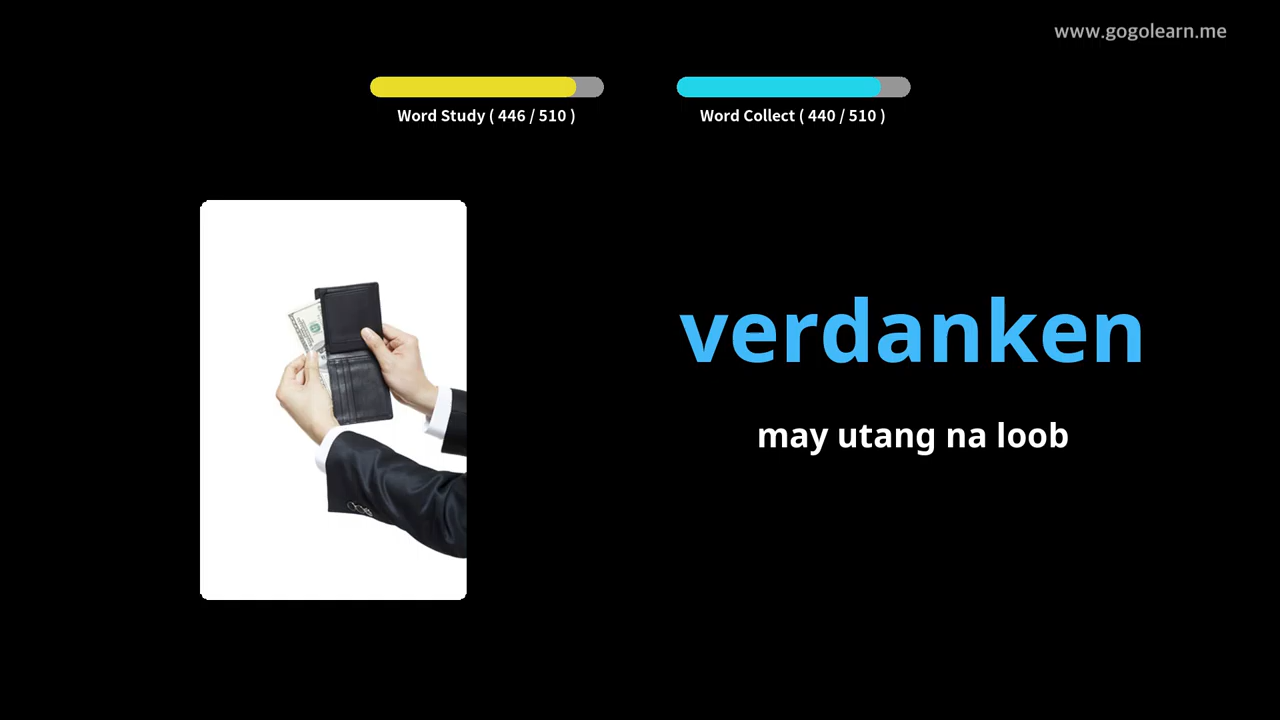 www.gogolearn.me
Word Study ( 446 / 510 )
Word Collect ( 440 / 510 )
verdanken
may utang na loob